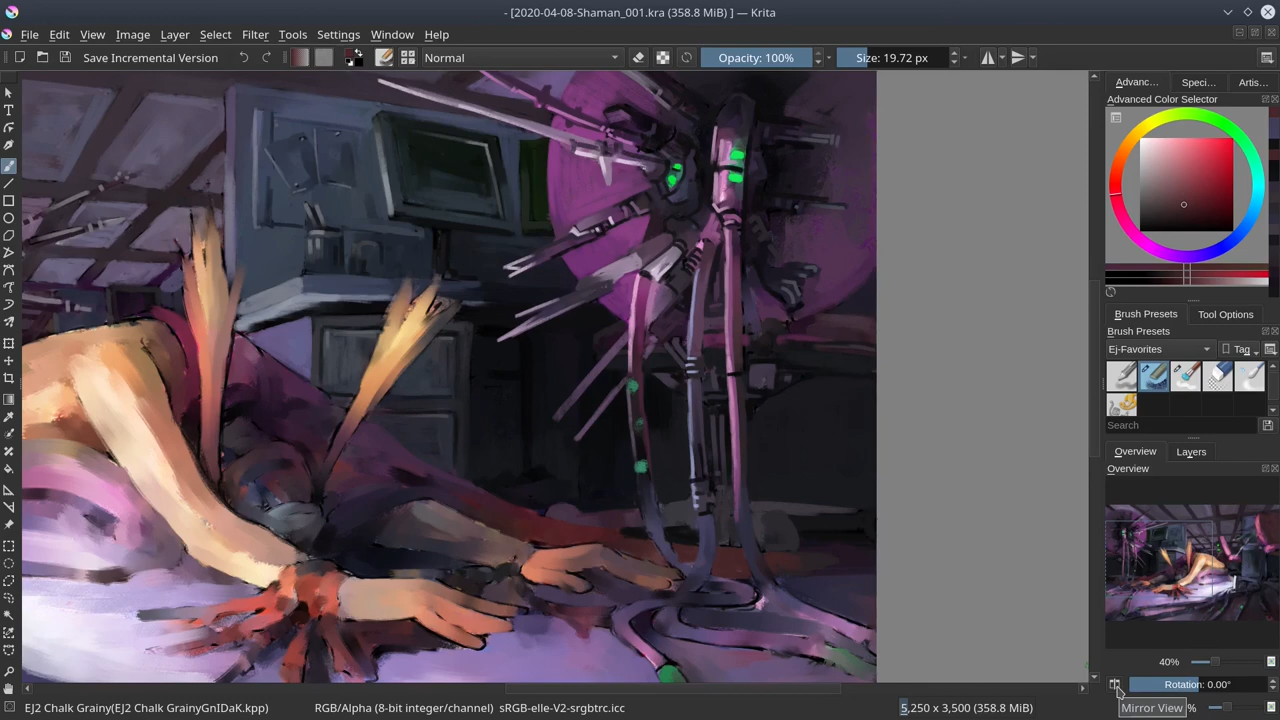 - [2020-04-08-Shaman_001.kra (358.8 MiB) ] — Krita
File Edit View Image Layer Select Filter Tools Settings Window Help
Save Incremental Version Normal Opacity: 100% Size: 19.72 px
Advanc... Speci... Artis...
Advanced Color Selector
Brush Presets Tool Options
Brush Presets
Ej-Favorites Tag
Search
Overview Layers
Overview
40%
Rotation: 0.00°
Mirror View %
EJ2 Chalk Grainy(EJ2 Chalk GrainyGnIDaK.kpp) RGB/Alpha (8-bit integer/channel) sRGB-elle-V2-srgbtrc.icc 5,250 x 3,500 (358.8 MiB)